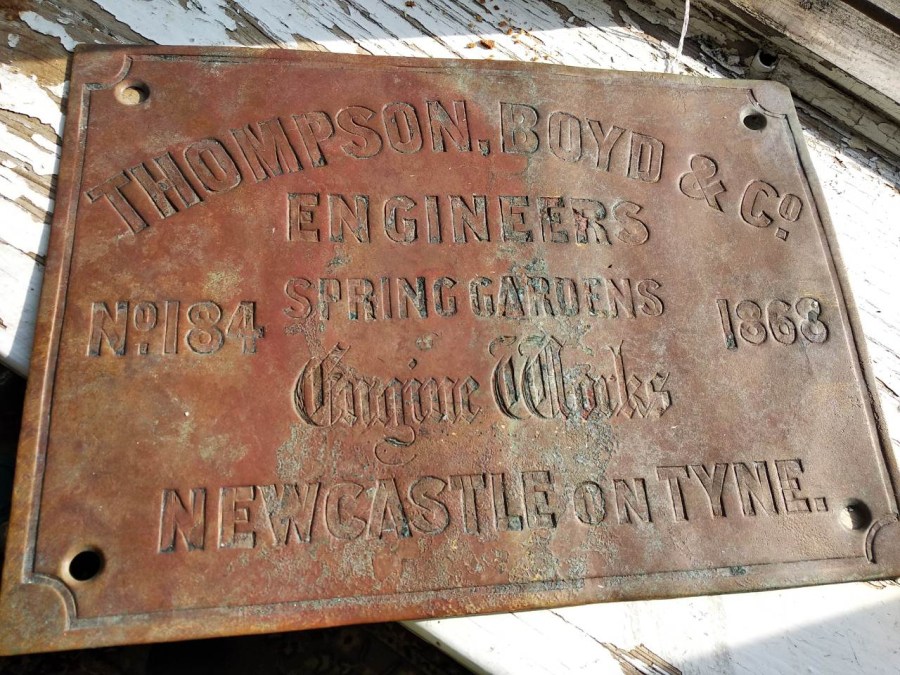 THOMPSON, BOYD & Co.
ENGINEERS
SPRING GARDENS
No. 184
1868
Engine Works
NEWCASTLE ON TYNE.